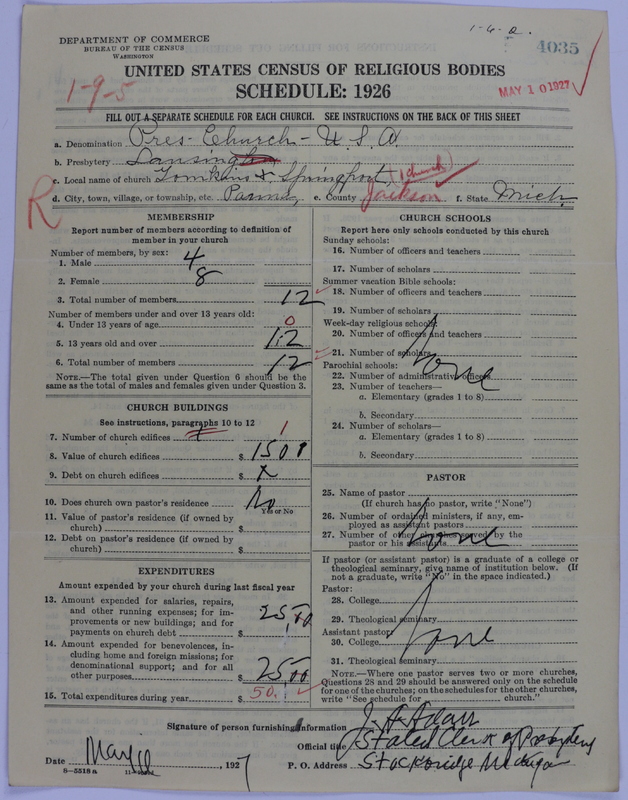 1-6-a.
DEPARTMENT OF COMMERCE
BUREAU OF THE CENSUS
WASHINGTON
4035
1-9-5
UNITED STATES CENSUS OF RELIGIOUS BODIES
SCHEDULE: 1926
MAY 10 1927
FILL OUT A SEPARATE SCHEDULE FOR EACH CHURCH. SEE INSTRUCTIONS ON THE BACK OF THIS SHEET
a. Denomination Pres- Church - U.S.A.
b. Presbytery Lansing
c. Local name of church Tomkins & Springport (1 church)
R
d. City, town, village, or township, etc. Parma e. County Jackson f. State Mich
MEMBERSHIP
Report number of members according to definition of
member in your church
Number of members, by sex:
1. Male 4
2. Female 8
3. Total number of members 12
Number of members under and over 13 years old:
4. Under 13 years of age 0
5. 13 years old and over 12
6. Total number of members 12
NOTE.—The total given under Question 6 should be the
same as the total of males and females given under Question 3.
CHURCH BUILDINGS
See instructions, paragraphs 10 to 12
7. Number of church edifices 1
8. Value of church edifices $ 1500
9. Debt on church edifices $ x
10. Does church own pastor's residence No
Yes or No
11. Value of pastor's residence (if owned by
church) $
12. Debt on pastor's residence (if owned by
church) $
EXPENDITURES
Amount expended by your church during last fiscal year
13. Amount expended for salaries, repairs,
and other running expenses; for im-
provements or new buildings; and for
payments on church debt $ 25.00
14. Amount expended for benevolences, in-
cluding home and foreign missions; for
denominational support; and for all
other purposes $ 25.00
15. Total expenditures during year $ 50.
CHURCH SCHOOLS
Report here only schools conducted by this church
Sunday schools:
16. Number of officers and teachers
17. Number of scholars
Summer vacation Bible schools:
18. Number of officers and teachers
19. Number of scholars
Week-day religious schools:
20. Number of officers and teachers
21. Number of scholars
None
Parochial schools:
22. Number of administrative officers
23. Number of teachers—
a. Elementary (grades 1 to 8)
b. Secondary
24. Number of scholars—
a. Elementary (grades 1 to 8)
b. Secondary
PASTOR
25. Name of pastor
(If church has no pastor, write "None")
26. Number of ordained ministers, if any, em-
ployed as assistant pastors
27. Number of other churches served by the
pastor or his assistants
None
If pastor (or assistant pastor) is a graduate of a college or
theological seminary, give name of institution below. (If
not a graduate, write "No" in the space indicated.)
Pastor:
28. College
29. Theological seminary
Assistant pastor:
None
30. College
31. Theological seminary
NOTE.—Where one pastor serves two or more churches,
Questions 28 and 29 should be answered only on the schedule
for one of the churches; on the schedules for the other churches,
write "See schedule for church."
Signature of person furnishing information J. A. Adair
Official title Stated Clerk of Presbytery
Date May 10, 1927 P. O. Address Stockbridge Michigan
8-5518 a